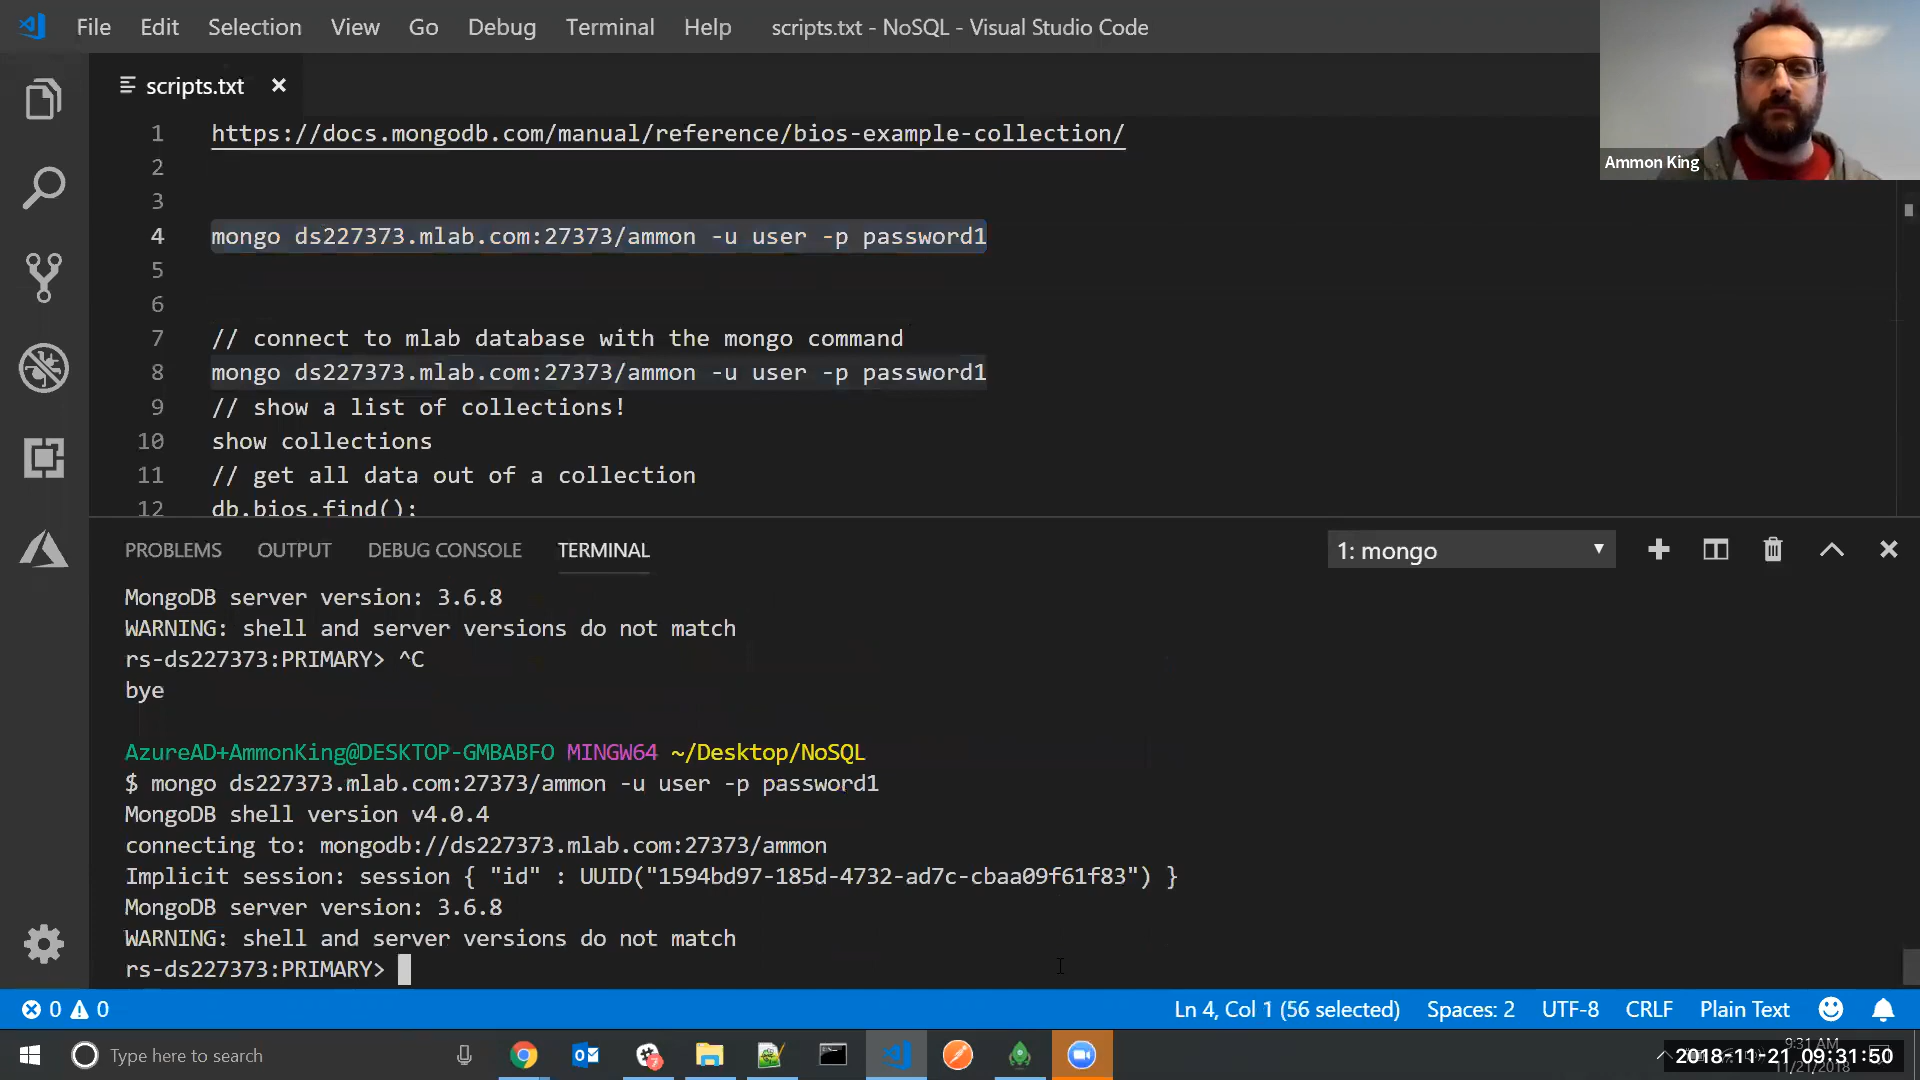 File Edit Selection View Go Debug Terminal Help scripts.txt - NoSQL - Visual Studio Code
scripts.txt ×
Ammon King
1 https://docs.mongodb.com/manual/reference/bios-example-collection/
2
3
4 mongo ds227373.mlab.com:27373/ammon -u user -p password1
5
6
7 // connect to mlab database with the mongo command
8 mongo ds227373.mlab.com:27373/ammon -u user -p password1
9 // show a list of collections!
10 show collections
11 // get all data out of a collection
12 db.bios.find();
PROBLEMS OUTPUT DEBUG CONSOLE TERMINAL 1: mongo
MongoDB server version: 3.6.8
WARNING: shell and server versions do not match
rs-ds227373:PRIMARY> ^C
bye
AzureAD+AmmonKing@DESKTOP-GMBABFO MINGW64 ~/Desktop/NoSQL
$ mongo ds227373.mlab.com:27373/ammon -u user -p password1
MongoDB shell version v4.0.4
connecting to: mongodb://ds227373.mlab.com:27373/ammon
Implicit session: session { "id" : UUID("1594bd97-185d-4732-ad7c-cbaa09f61f83") }
MongoDB server version: 3.6.8
WARNING: shell and server versions do not match
rs-ds227373:PRIMARY>
0 0 Ln 4, Col 1 (56 selected) Spaces: 2 UTF-8 CRLF Plain Text
Type here to search
7
9:31 AM
2018-11-21 09:31:50
11/21/2018